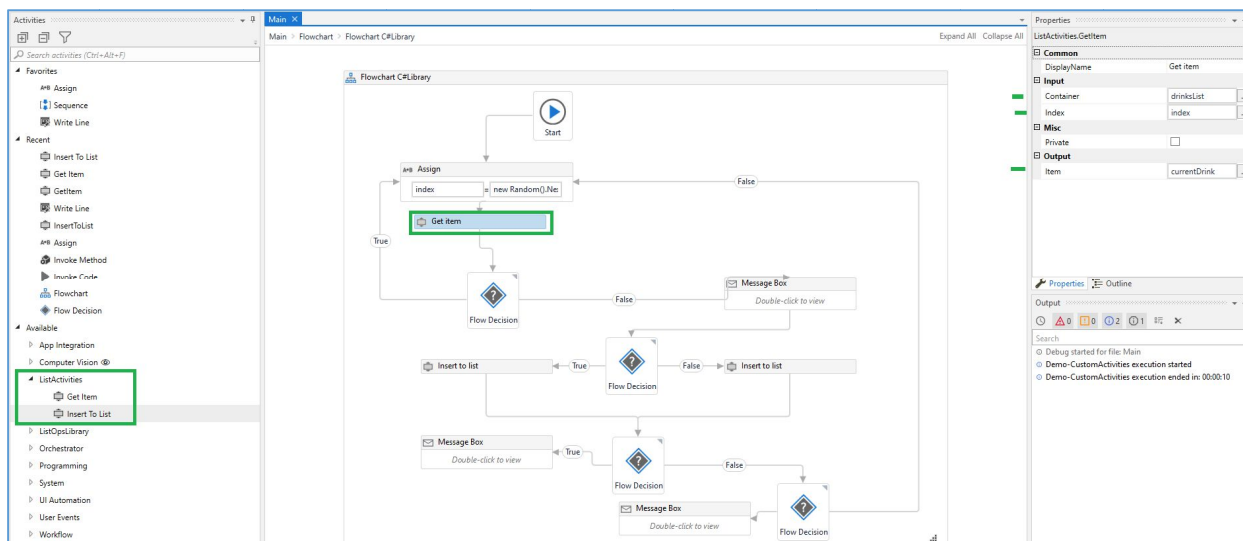 Activities
Search activities (Ctrl+Alt+F)
Favorites
A+B Assign
Sequence
Write Line
Recent
Insert To List
Get Item
GetItem
Write Line
InsertToList
A+B Assign
Invoke Method
Invoke Code
Flowchart
Flow Decision
Available
App Integration
Computer Vision
ListActivities
Get Item
Insert To List
ListOpsLibrary
Orchestrator
Programming
System
UI Automation
User Events
Workflow
Main
Main > Flowchart > Flowchart C#Library
Expand All Collapse All
Flowchart C#Library
Start
A+B Assign
index = new Random().Ne
False
Get item
True
Flow Decision
False
Message Box
Double-click to view
Insert to list
True
Flow Decision
False
Insert to list
Message Box
Double-click to view
True
Flow Decision
False
Message Box
Double-click to view
Flow Decision
Properties
ListActivities.GetItem
Common
DisplayName Get item
Input
Container drinksList
Index index
Misc
Private
Output
Item currentDrink
Properties Outline
Output
0 0 2 1
Search
Debug started for file: Main
Demo-CustomActivities execution started
Demo-CustomActivities execution ended in: 00:00:10